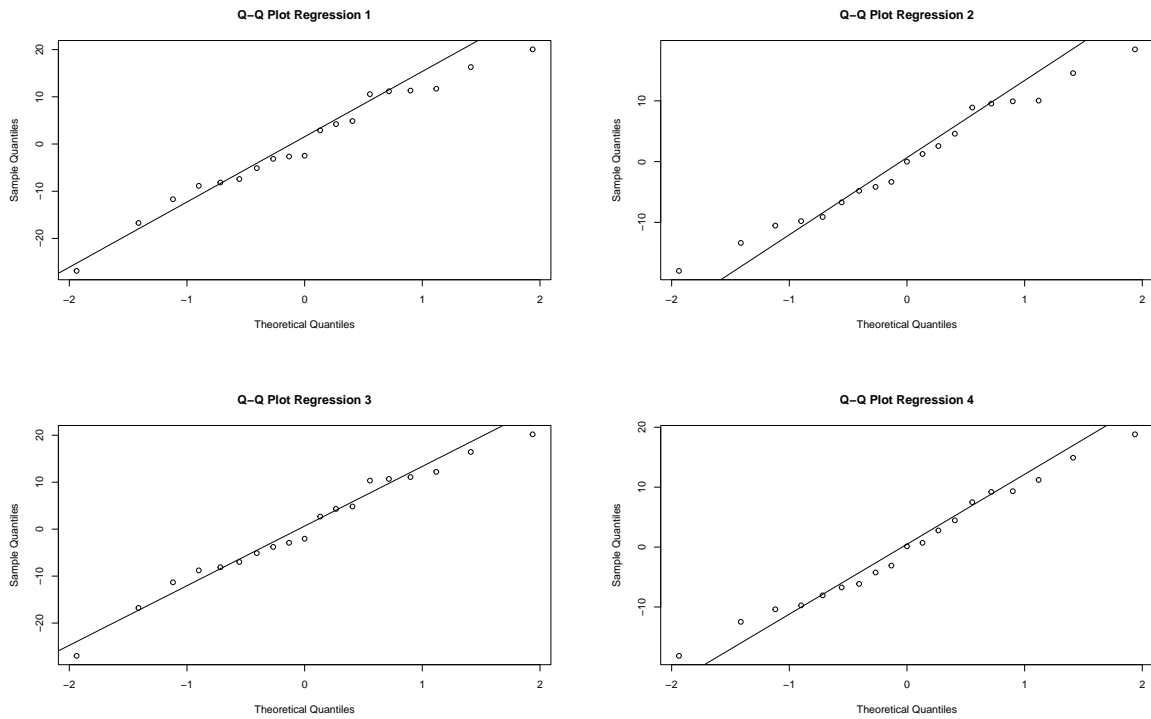 Q−Q Plot Regression 1
Sample Quantiles
20
10
0
−10
−20
−2 −1 0 1 2
Theoretical Quantiles
Q−Q Plot Regression 2
Sample Quantiles
10
0
−10
−2 −1 0 1 2
Theoretical Quantiles
Q−Q Plot Regression 3
Sample Quantiles
20
10
0
−10
−20
−2 −1 0 1 2
Theoretical Quantiles
Q−Q Plot Regression 4
Sample Quantiles
20
10
0
−10
−2 −1 0 1 2
Theoretical Quantiles